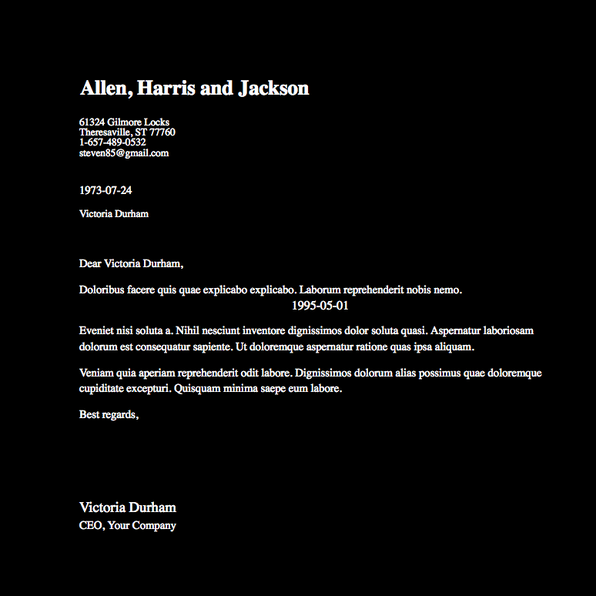 Allen, Harris and Jackson
61324 Gilmore Locks
Theresaville, ST 77760
1-657-489-0532
steven85@gmail.com
1973-07-24
Victoria Durham
Dear Victoria Durham,
Doloribus facere quis quae explicabo explicabo. Laborum reprehenderit nobis nemo.
1995-05-01
Eveniet nisi soluta a. Nihil nesciunt inventore dignissimos dolor soluta quasi. Aspernatur laboriosam
dolorum est consequatur sapiente. Ut doloremque aspernatur ratione quas ipsa aliquam.
Veniam quia aperiam reprehenderit odit labore. Dignissimos dolorum alias possimus quae doloremque
cupiditate excepturi. Quisquam minima saepe eum labore.
Best regards,
Victoria Durham
CEO, Your Company